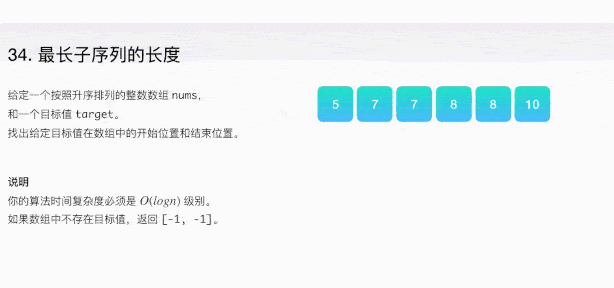 34. 最长子序列的长度
给定一个按照升序排列的整数数组 nums，
和一个目标值 target。
找出给定目标值在数组中的开始位置和结束位置。
5 7 7 8 8 10
说明
你的算法时间复杂度必须是 O(logn) 级别。
如果数组中不存在目标值，返回 [-1, -1]。